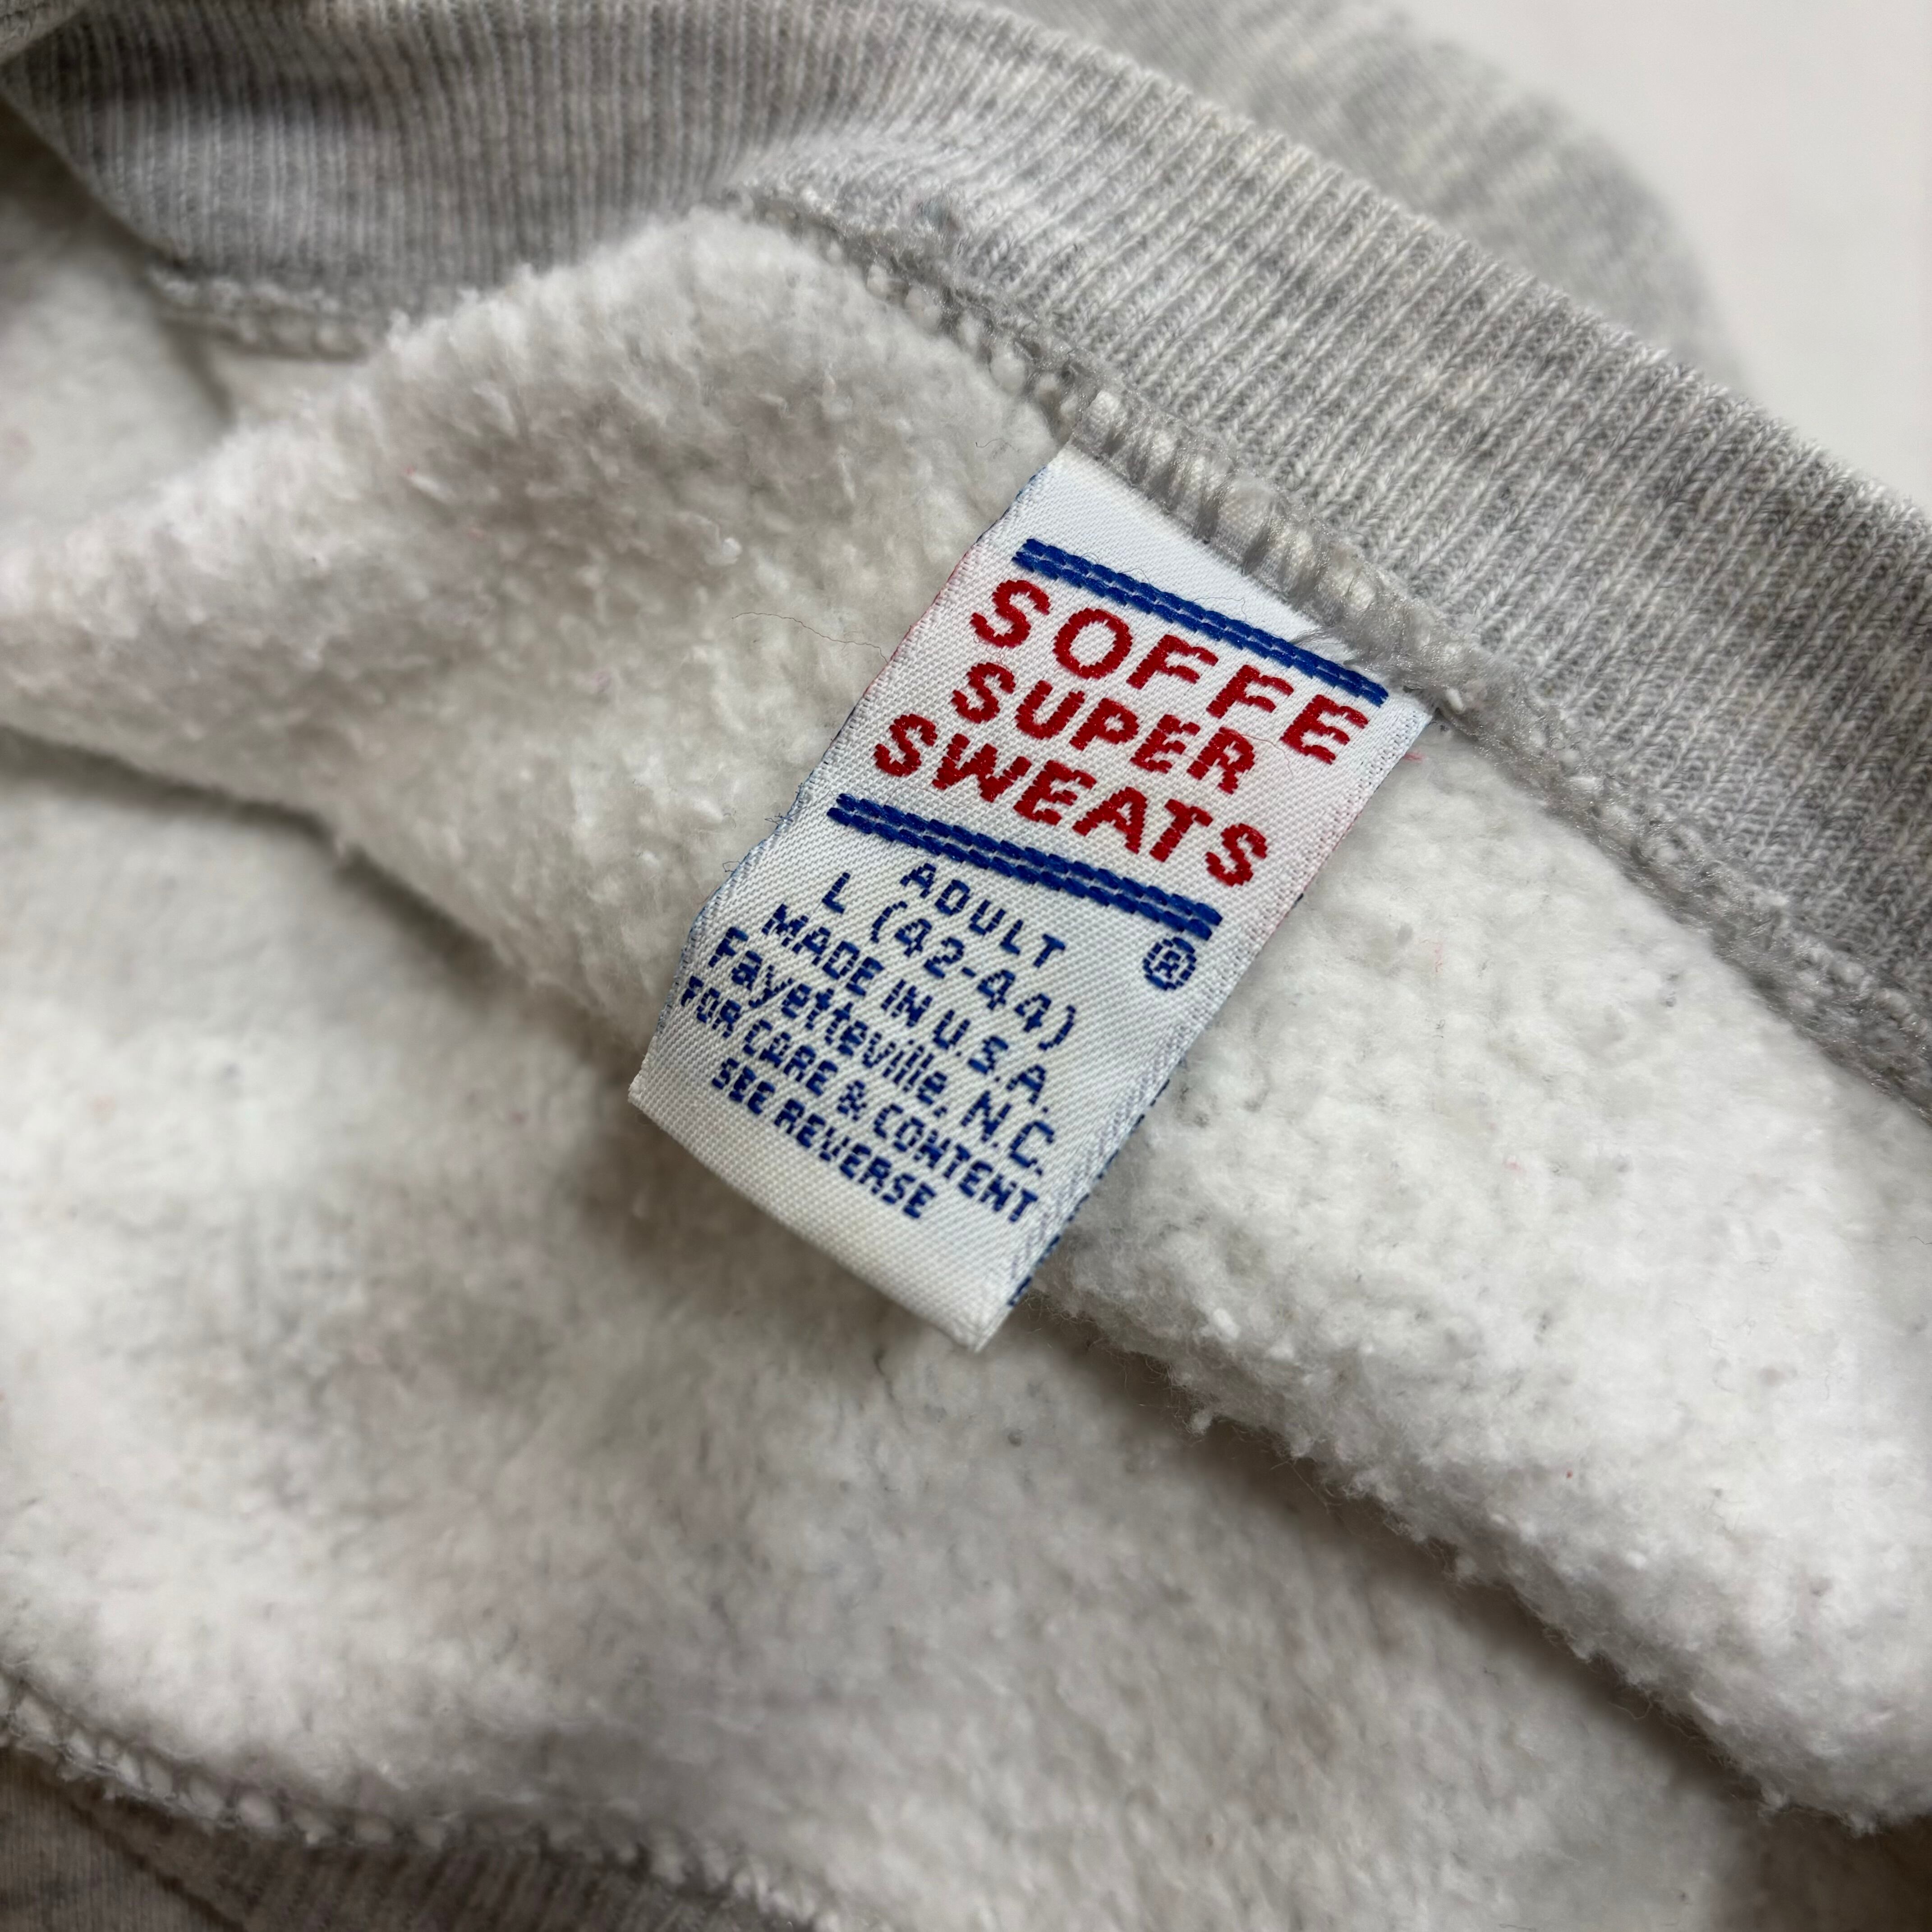 SOFFE
SUPER
SWEATS
®
ADULT
L (42-44)
MADE IN U.S.A.
Fayetteville, N.C.
FOR CARE & CONTENT
SEE REVERSE